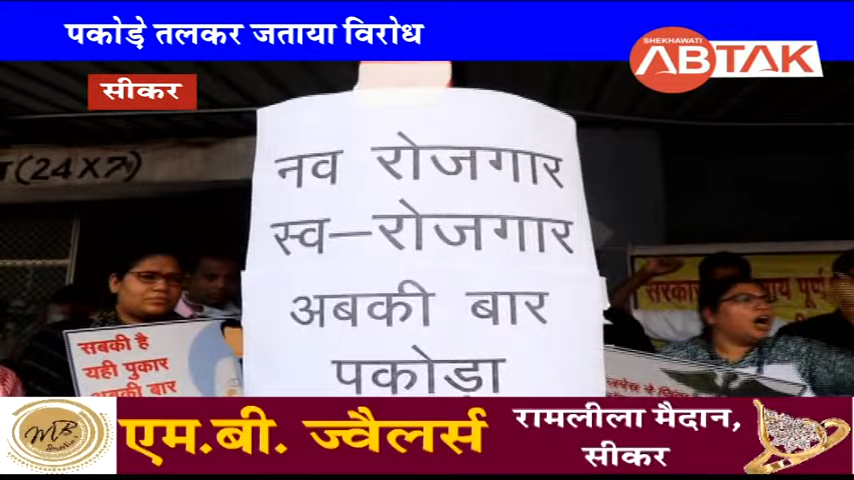 पकोड़े तलकर जताया विरोध
SHEKHAWATI
ABTAK
सीकर
(24X7)
नव रोजगार
स्व–रोजगार
अबकी बार
पकोड़ा
सबकी है
यही पुकार
अबकी बार
सरकार
पूर्ण
MB
एम.बी. ज्वैलर्स
रामलीला मैदान,
सीकर